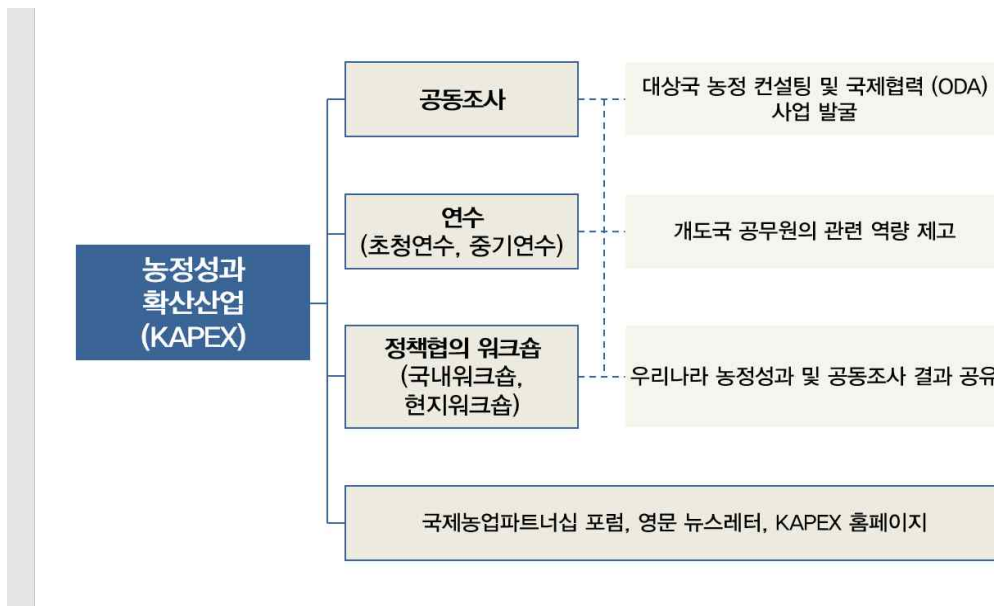 공동조사
대상국 농정 컨설팅 및 국제협력 (ODA)
사업 발굴
연수
(초청연수, 중기연수)
개도국 공무원의 관련 역량 제고
농정성과
확산산업
(KAPEX)
정책협의 워크숍
(국내워크숍,
현지워크숍)
우리나라 농정성과 및 공동조사 결과 공유
국제농업파트너십 포럼, 영문 뉴스레터, KAPEX 홈페이지